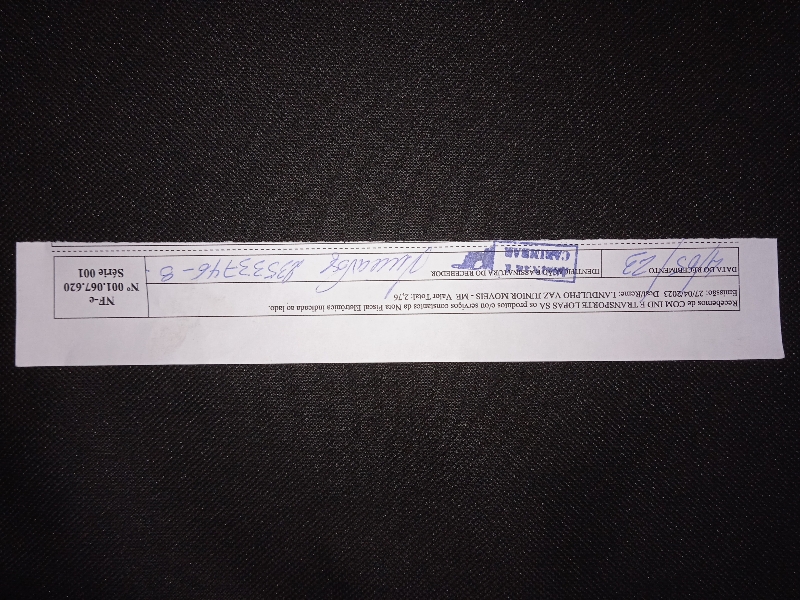 Recebemos de COM IND E TRANSPORTE LOPAS SA os produtos e/ou serviços constantes da Nota Fiscal Eletrônica indicada ao lado.
Emissão: 27/04/2023 Dest/Reme: LANDULPHO VAZ JUNIOR MOVEIS - ME Valor Total: 2,76
DATA DO RECEBIMENTO
IDENTIFICAÇÃO E ASSINATURA DO RECEBEDOR
/05/23
23533746-8
CARIMBAR
NF-e
Nº 001.067.620
Série 001